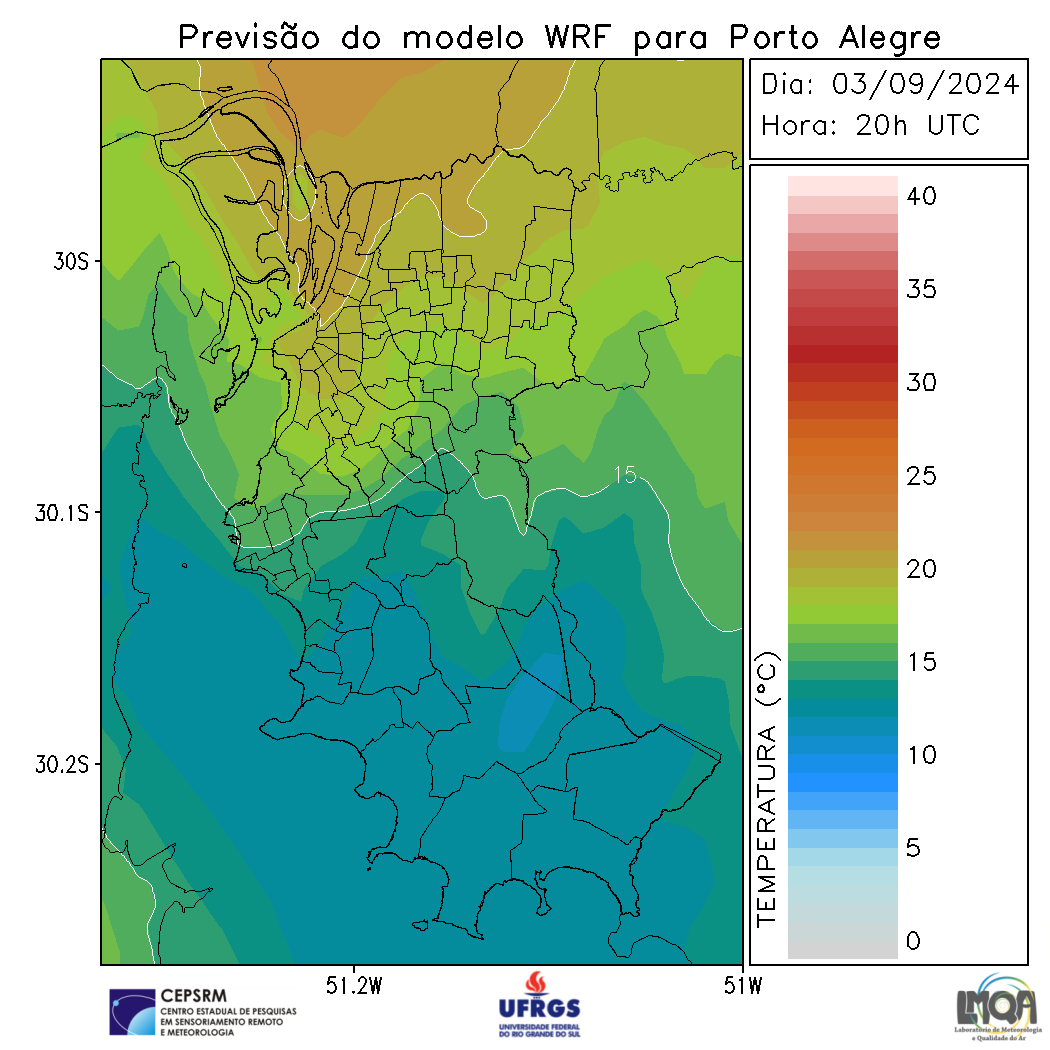 Previsão do modelo WRF para Porto Alegre
Dia: 03/09/2024
Hora: 20h UTC
30S
30.1S
30.2S
51.2W
51W
15
40
35
30
25
20
15
10
5
0
TEMPERATURA (°C)
CEPSRM
CENTRO ESTADUAL DE PESQUISAS
EM SENSORIAMENTO REMOTO
E METEOROLOGIA
UFRGS
UNIVERSIDADE FEDERAL
DO RIO GRANDE DO SUL
LMQA
Laboratório de Meteorologia
e Qualidade do Ar